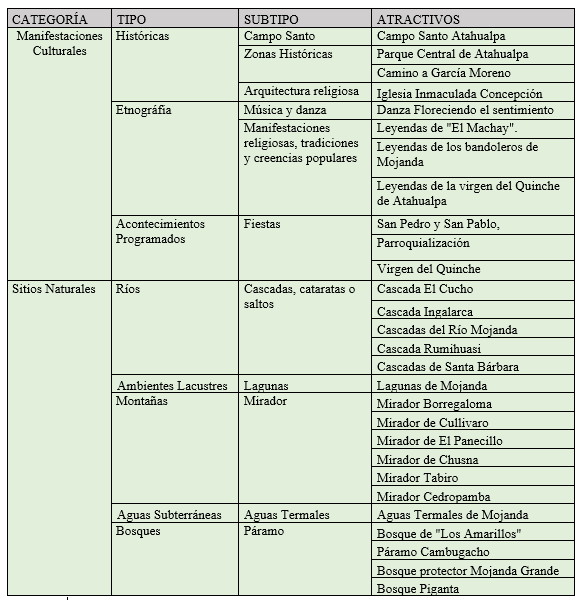 CATEGORÍA TIPO SUBTIPO ATRACTIVOS
Manifestaciones Culturales Históricas Campo Santo Campo Santo Atahualpa
Zonas Históricas Parque Central de Atahualpa
Camino a García Moreno
Arquitectura religiosa Iglesia Inmaculada Concepción
Etnográfía Música y danza Danza Floreciendo el sentimiento
Manifestaciones religiosas, tradiciones y creencias populares Leyendas de "El Machay".
Leyendas de los bandoleros de Mojanda
Leyendas de la virgen del Quinche de Atahualpa
Acontecimientos Programados Fiestas San Pedro y San Pablo,
Parroquialización
Virgen del Quinche
Sitios Naturales Ríos Cascadas, cataratas o saltos Cascada El Cucho
Cascada Ingalarca
Cascadas del Río Mojanda
Cascada Rumihuasi
Cascadas de Santa Bárbara
Ambientes Lacustres Lagunas Lagunas de Mojanda
Montañas Mirador Mirador Borregaloma
Mirador de Cullivaro
Mirador de El Panecillo
Mirador de Chusna
Mirador Tabiro
Mirador Cedropamba
Aguas Subterráneas Aguas Termales Aguas Termales de Mojanda
Bosques Páramo Bosque de "Los Amarillos"
Páramo Cambugacho
Bosque protector Mojanda Grande
Bosque Piganta